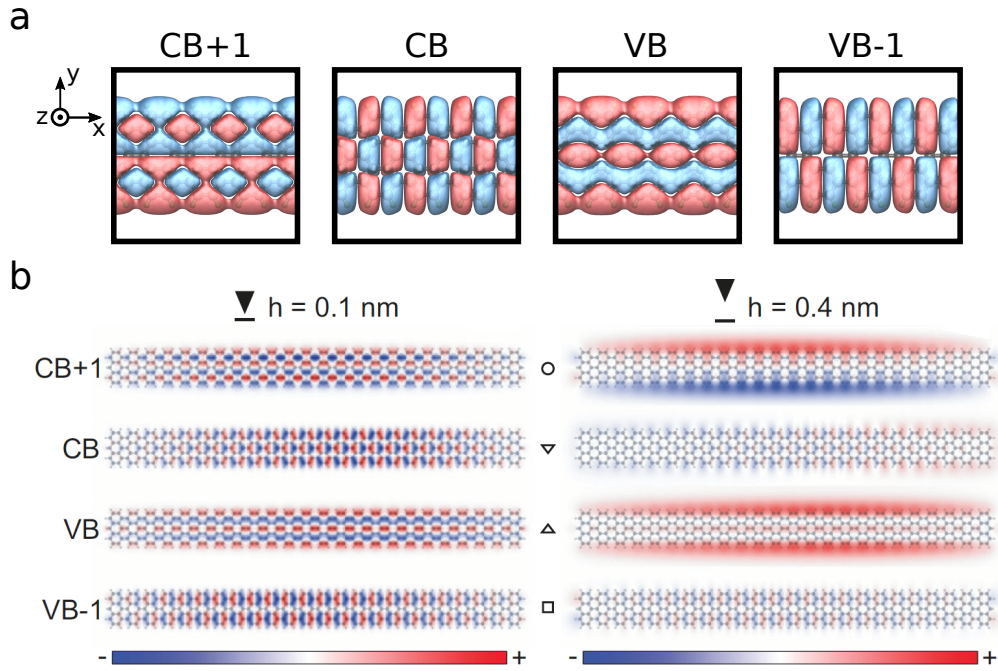 a
CB+1 CB VB VB-1
y
z
x
b
h = 0.1 nm h = 0.4 nm
CB+1
CB
VB
VB-1
- + - +